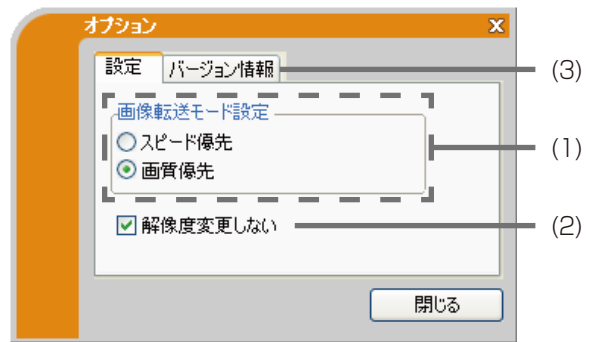 オプション
設定 バージョン情報
(3)
画像転送モード設定
スピード優先
(1)
画質優先
解像度変更しない
(2)
閉じる